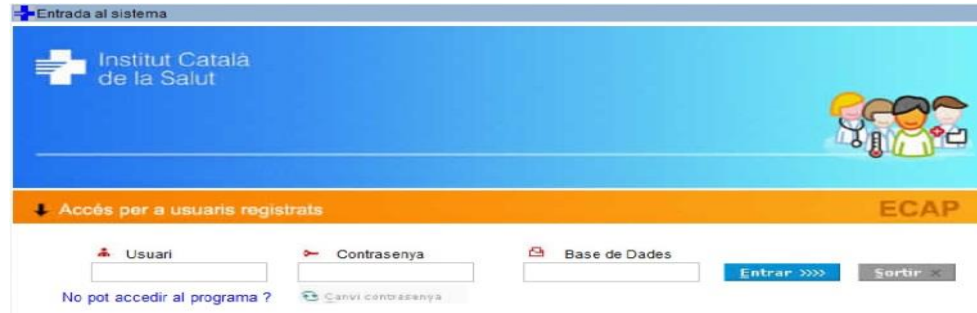 Entrada al sistema
Institut Català
de la Salut
Accés per a usuaris registrats
ECAP
Usuari
Contrasenya
Base de Dades
Entrar >>>>
Sortir ×
No pot accedir al programa ?
Canvi contrasenya